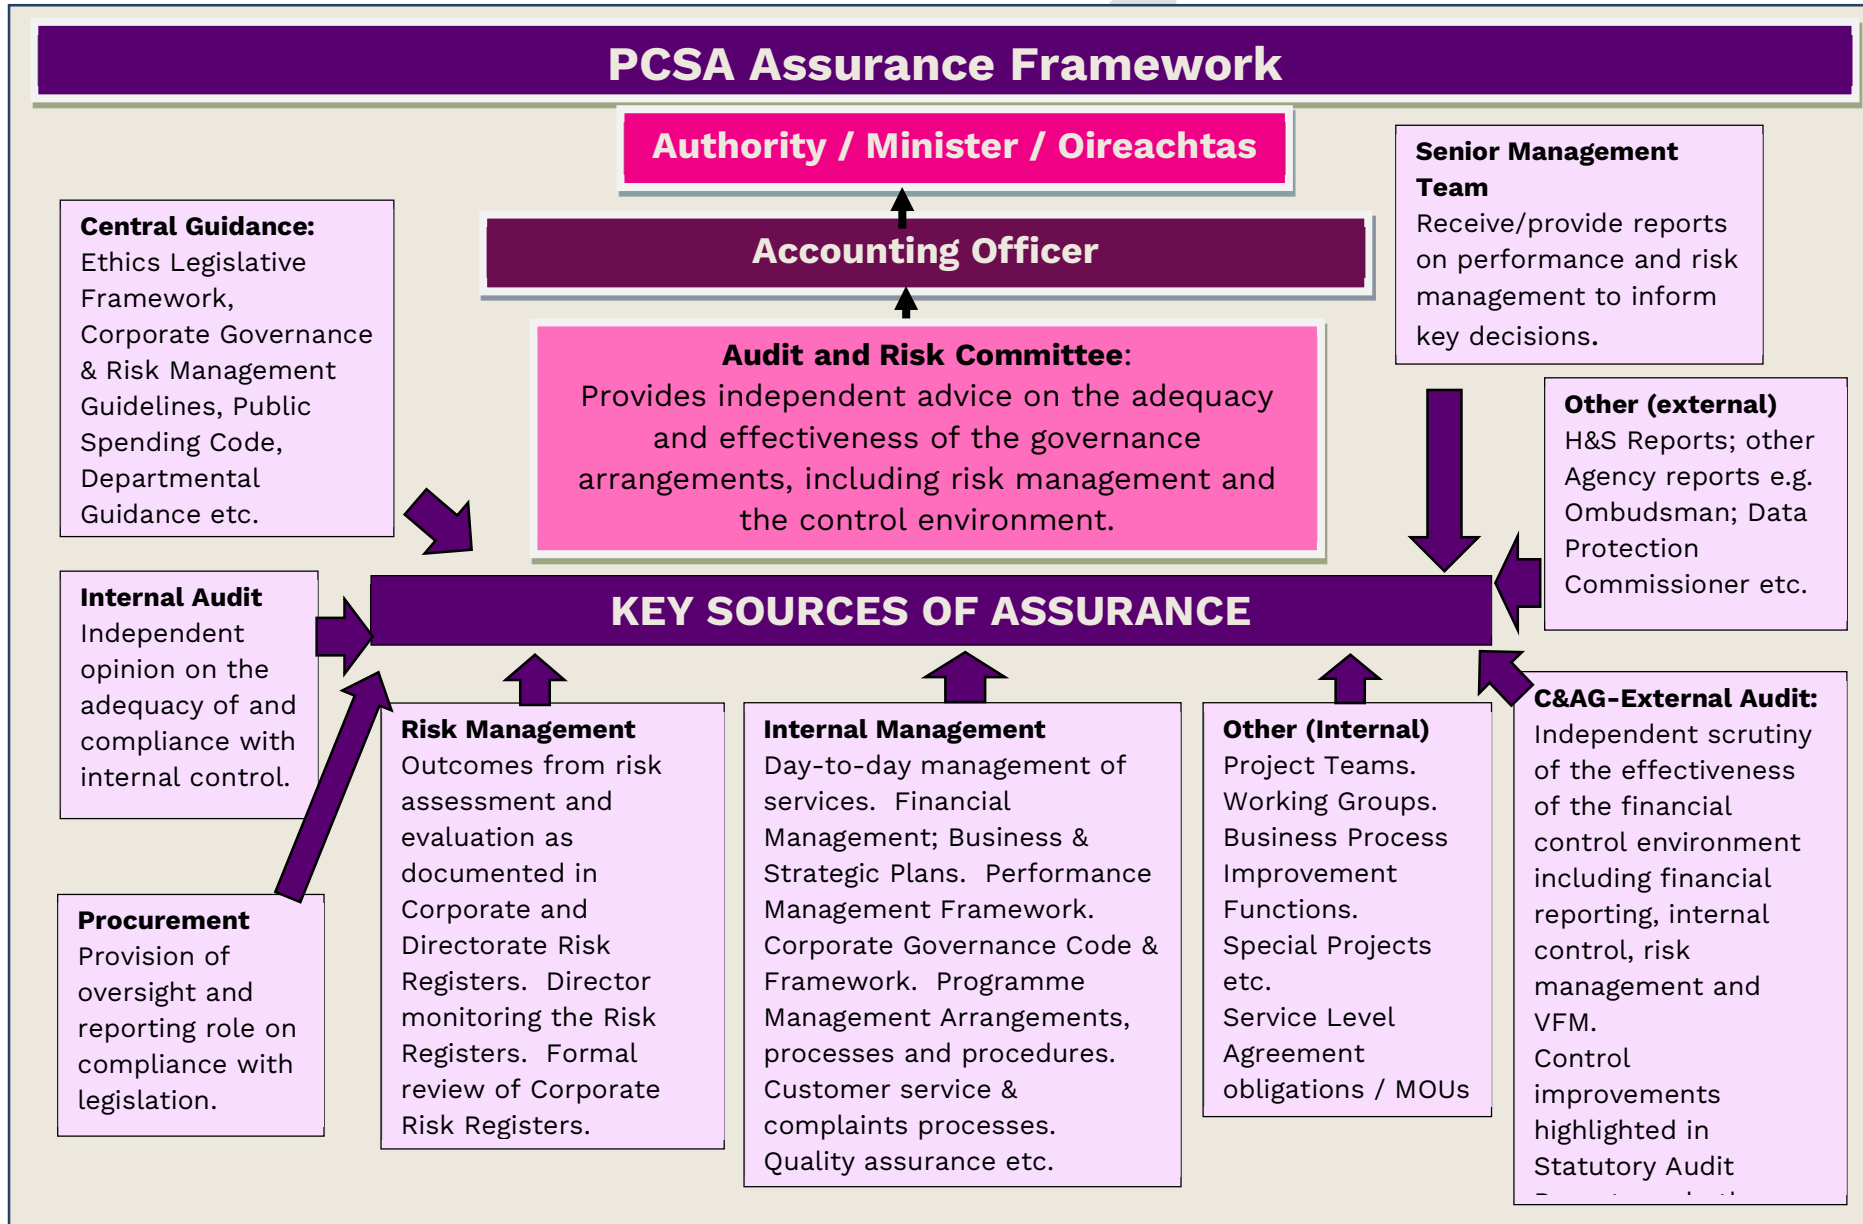 PCSA Assurance Framework
Authority / Minister / Oireachtas
Accounting Officer
Audit and Risk Committee:
Provides independent advice on the adequacy
and effectiveness of the governance
arrangements, including risk management and
the control environment.
Senior Management
Team
Receive/provide reports
on performance and risk
management to inform
key decisions.
Central Guidance:
Ethics Legislative
Framework,
Corporate Governance
& Risk Management
Guidelines, Public
Spending Code,
Departmental
Guidance etc.
Other (external)
H&S Reports; other
Agency reports e.g.
Ombudsman; Data
Protection
Commissioner etc.
KEY SOURCES OF ASSURANCE
Internal Audit
Independent
opinion on the
adequacy of and
compliance with
internal control.
Procurement
Provision of
oversight and
reporting role on
compliance with
legislation.
Risk Management
Outcomes from risk
assessment and
evaluation as
documented in
Corporate and
Directorate Risk
Registers.  Director
monitoring the Risk
Registers.  Formal
review of Corporate
Risk Registers.
Internal Management
Day-to-day management of
services.  Financial
Management; Business &
Strategic Plans.  Performance
Management Framework.
Corporate Governance Code &
Framework.  Programme
Management Arrangements,
processes and procedures.
Customer service &
complaints processes.
Quality assurance etc.
Other (Internal)
Project Teams.
Working Groups.
Business Process
Improvement
Functions.
Special Projects
etc.
Service Level
Agreement
obligations / MOUs
C&AG-External Audit:
Independent scrutiny
of the effectiveness
of the financial
control environment
including financial
reporting, internal
control, risk
management and
VFM.
Control
improvements
highlighted in
Statutory Audit